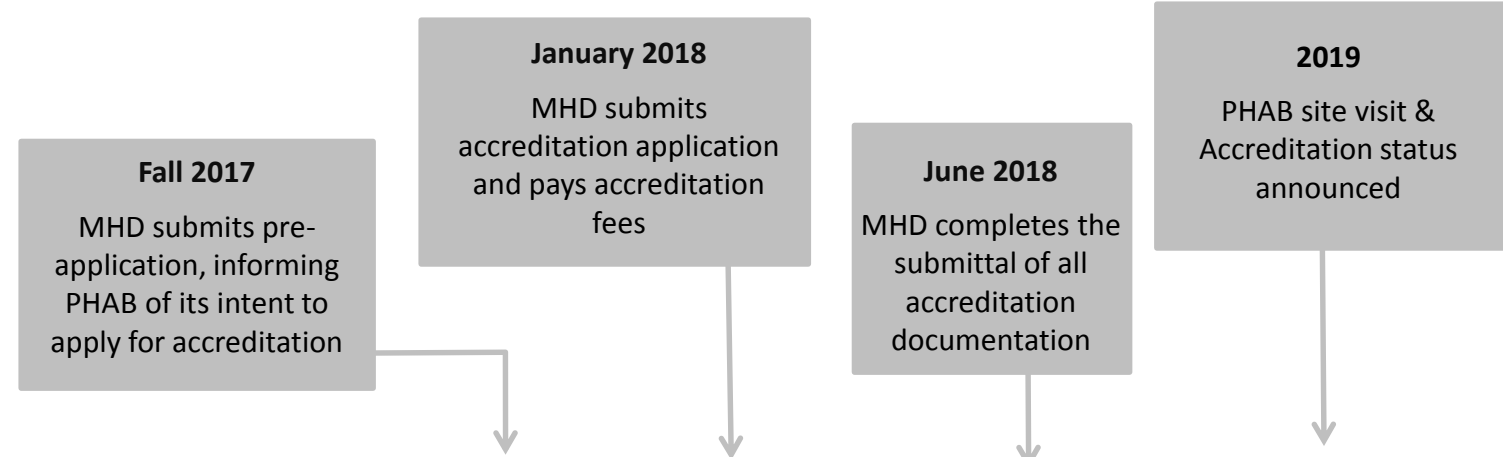 Fall 2017
MHD submits pre-
application, informing
PHAB of its intent to
apply for accreditation
January 2018
MHD submits
accreditation application
and pays accreditation
fees
June 2018
MHD completes the
submittal of all
accreditation
documentation
2019
PHAB site visit &
Accreditation status
announced